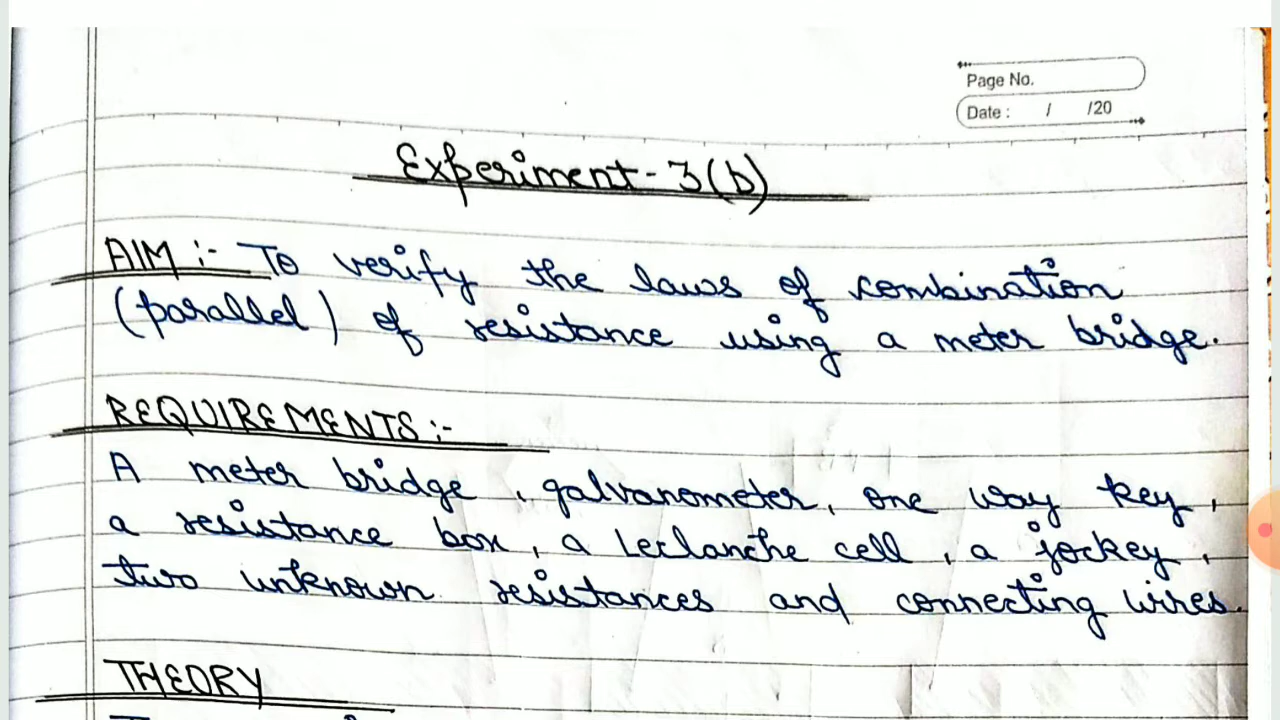 Page No.
Date : / /20
Experiment - 3(b)
AIM :- To verify the laws of combination
(parallel) of resistance using a meter bridge.
REQUIREMENTS :-
A meter bridge , galvanometer, one way key ,
a resistance box , a Leclanche cell , a jockey ,
two unknown resistances and connecting wires.
THEORY